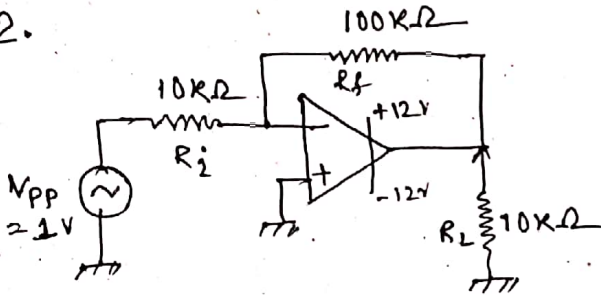 2.
100KΩ
Rf
10KΩ
Ri
-
+
+12V
-12V
VPP
=1V
RL
10KΩ